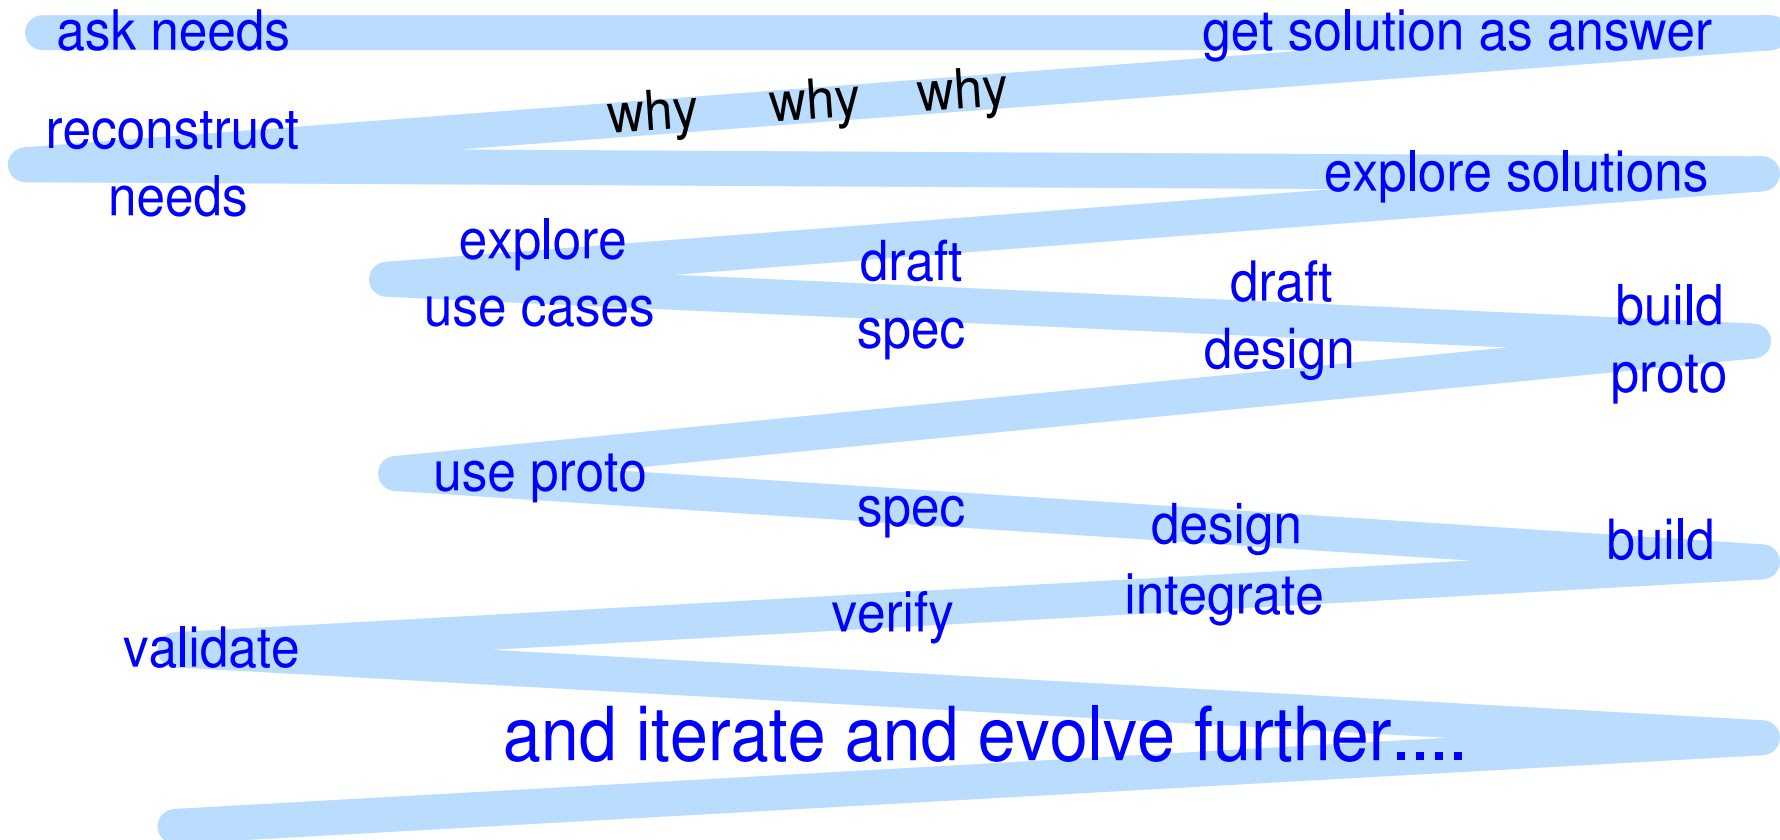 ask needs
get solution as answer
why why why
reconstruct
needs
explore solutions
explore
use cases
draft
spec
draft
design
build
proto
use proto
spec
design
build
integrate
verify
validate
and iterate and evolve further....